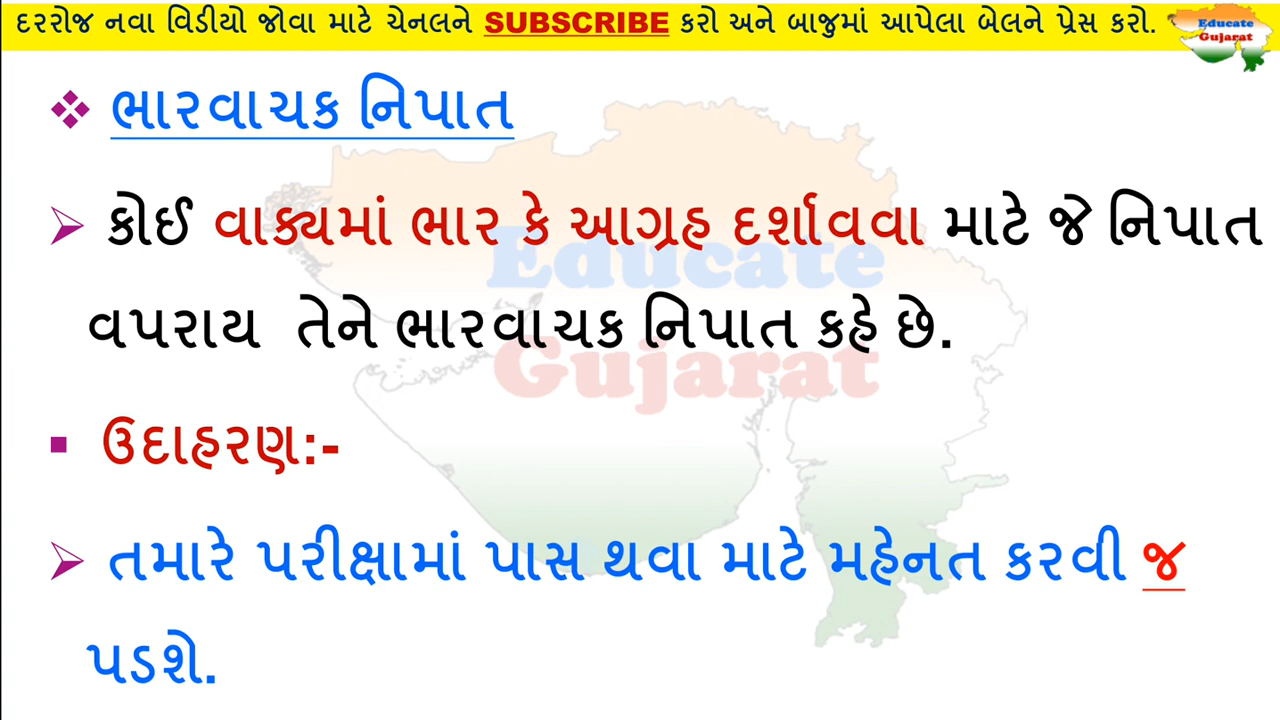 દરરોજ નવા વિડીયો જોવા માટે ચેનલને SUBSCRIBE કરો અને બાજુમાં આપેલા બેલને પ્રેસ કરો.
Educate
Gujarat
ભારવાચક નિપાત
કોઈ વાક્યમાં ભાર કે આગ્રહ દર્શાવવા માટે જે નિપાત
વપરાય તેને ભારવાચક નિપાત કહે છે.
Educate
Gujarat
ઉદાહરણ:-
તમારે પરીક્ષામાં પાસ થવા માટે મહેનત કરવી જ
પડશે.